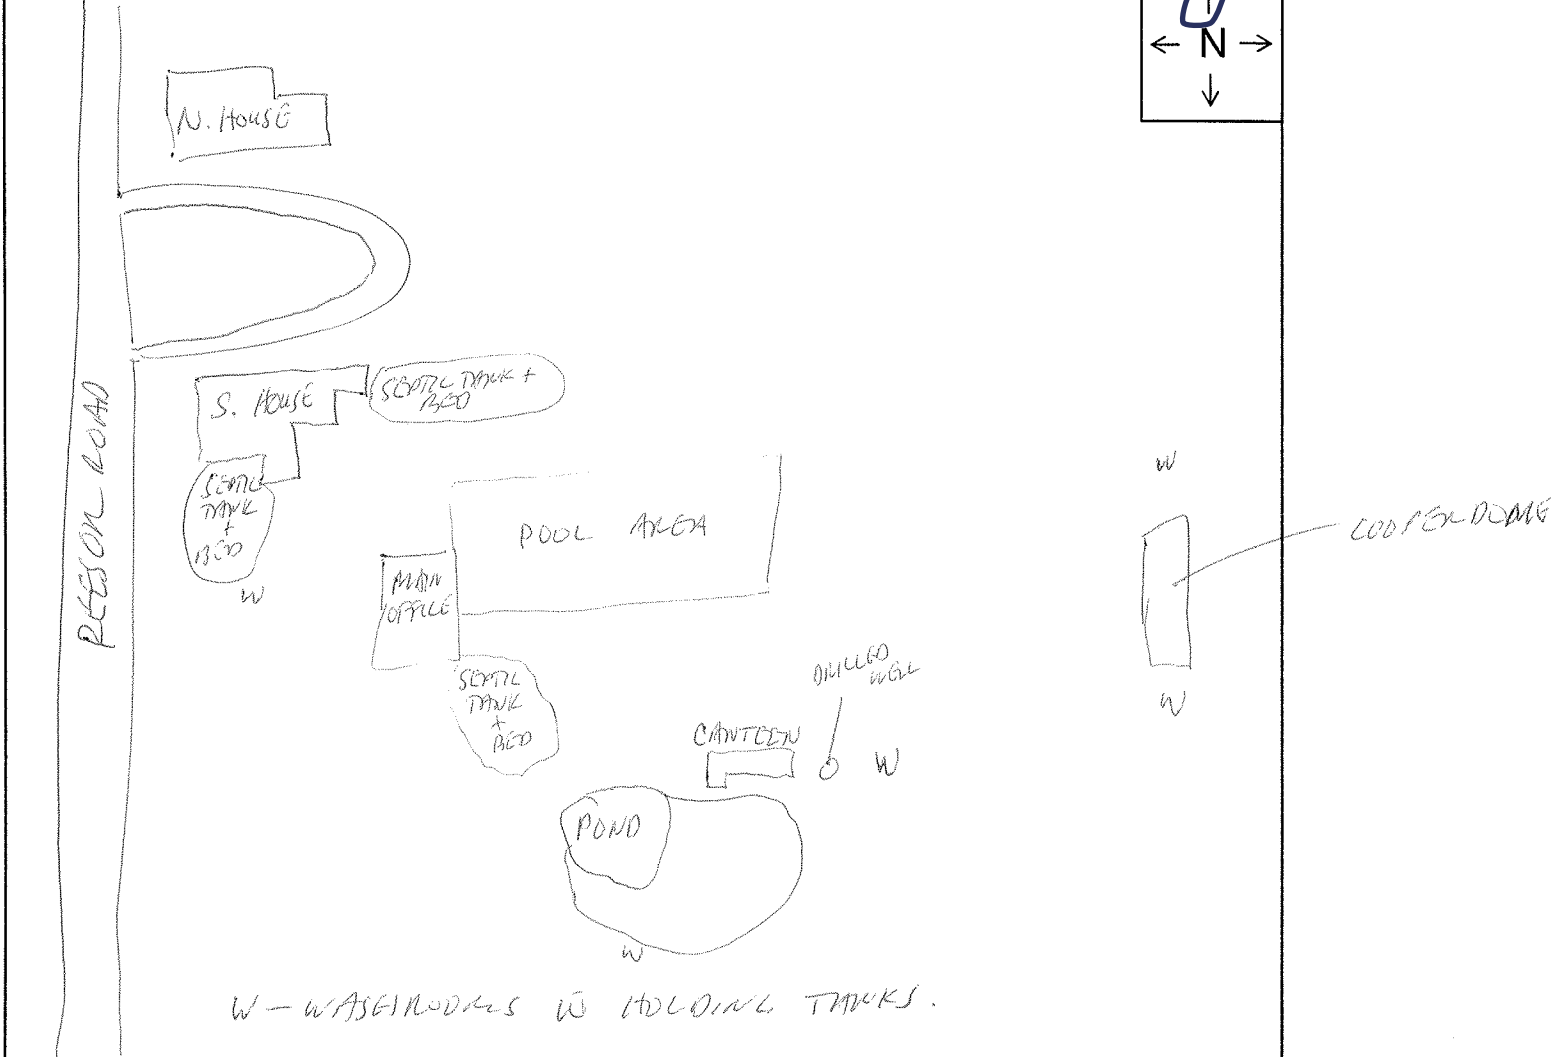 N
N. HOUSE
S. HOUSE
SEPTIC TANK +
BED
SEPTIC
TANK
+
BED
W
REESOR ROAD
POOL AREA
MAIN
OFFICE
SEPTIC
TANK
+
BED
W
COOPER DOME
W
DRILLED
WELL
CANTEEN
W
POND
W
W - WASHROOMS W HOLDING TANKS.